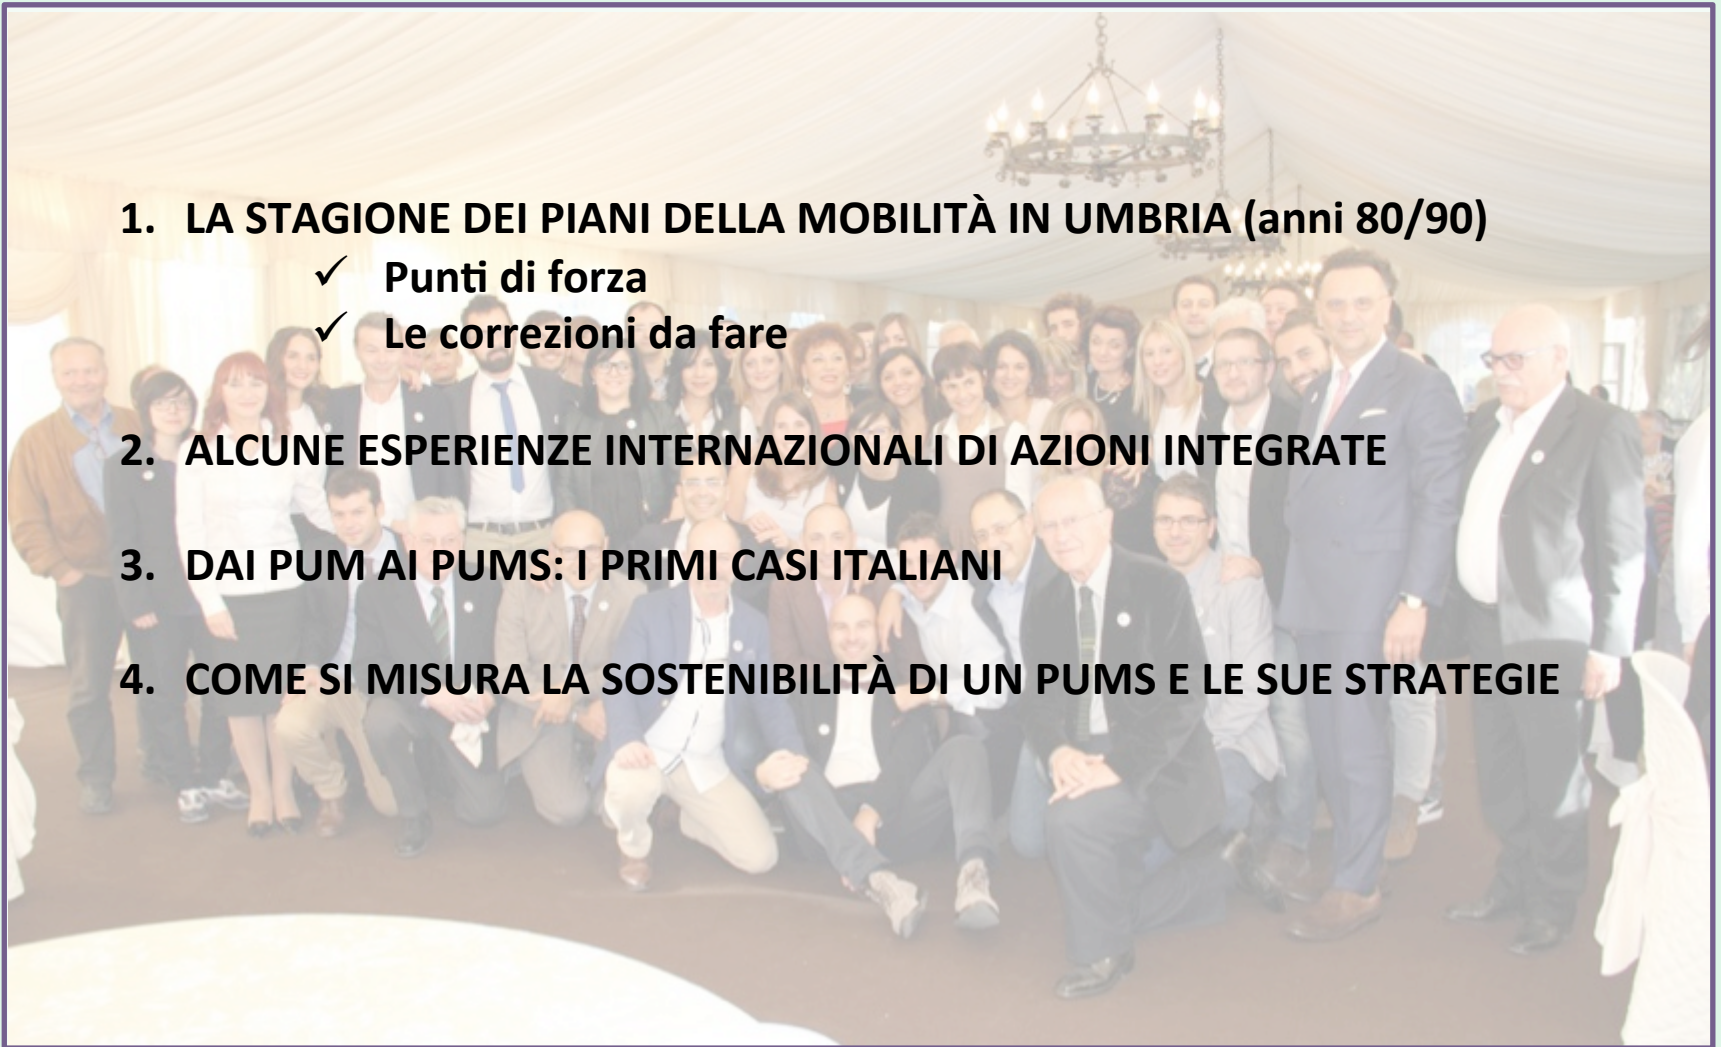 1. LA STAGIONE DEI PIANI DELLA MOBILITÀ IN UMBRIA (anni 80/90)
✓ Punti di forza
✓ Le correzioni da fare
2. ALCUNE ESPERIENZE INTERNAZIONALI DI AZIONI INTEGRATE
3. DAI PUM AI PUMS: I PRIMI CASI ITALIANI
4. COME SI MISURA LA SOSTENIBILITÀ DI UN PUMS E LE SUE STRATEGIE